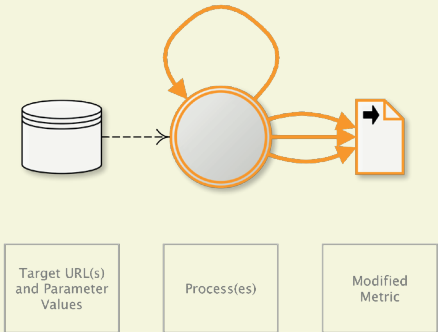 Target URL(s)
and Parameter
Values
Process(es)
Modified
Metric